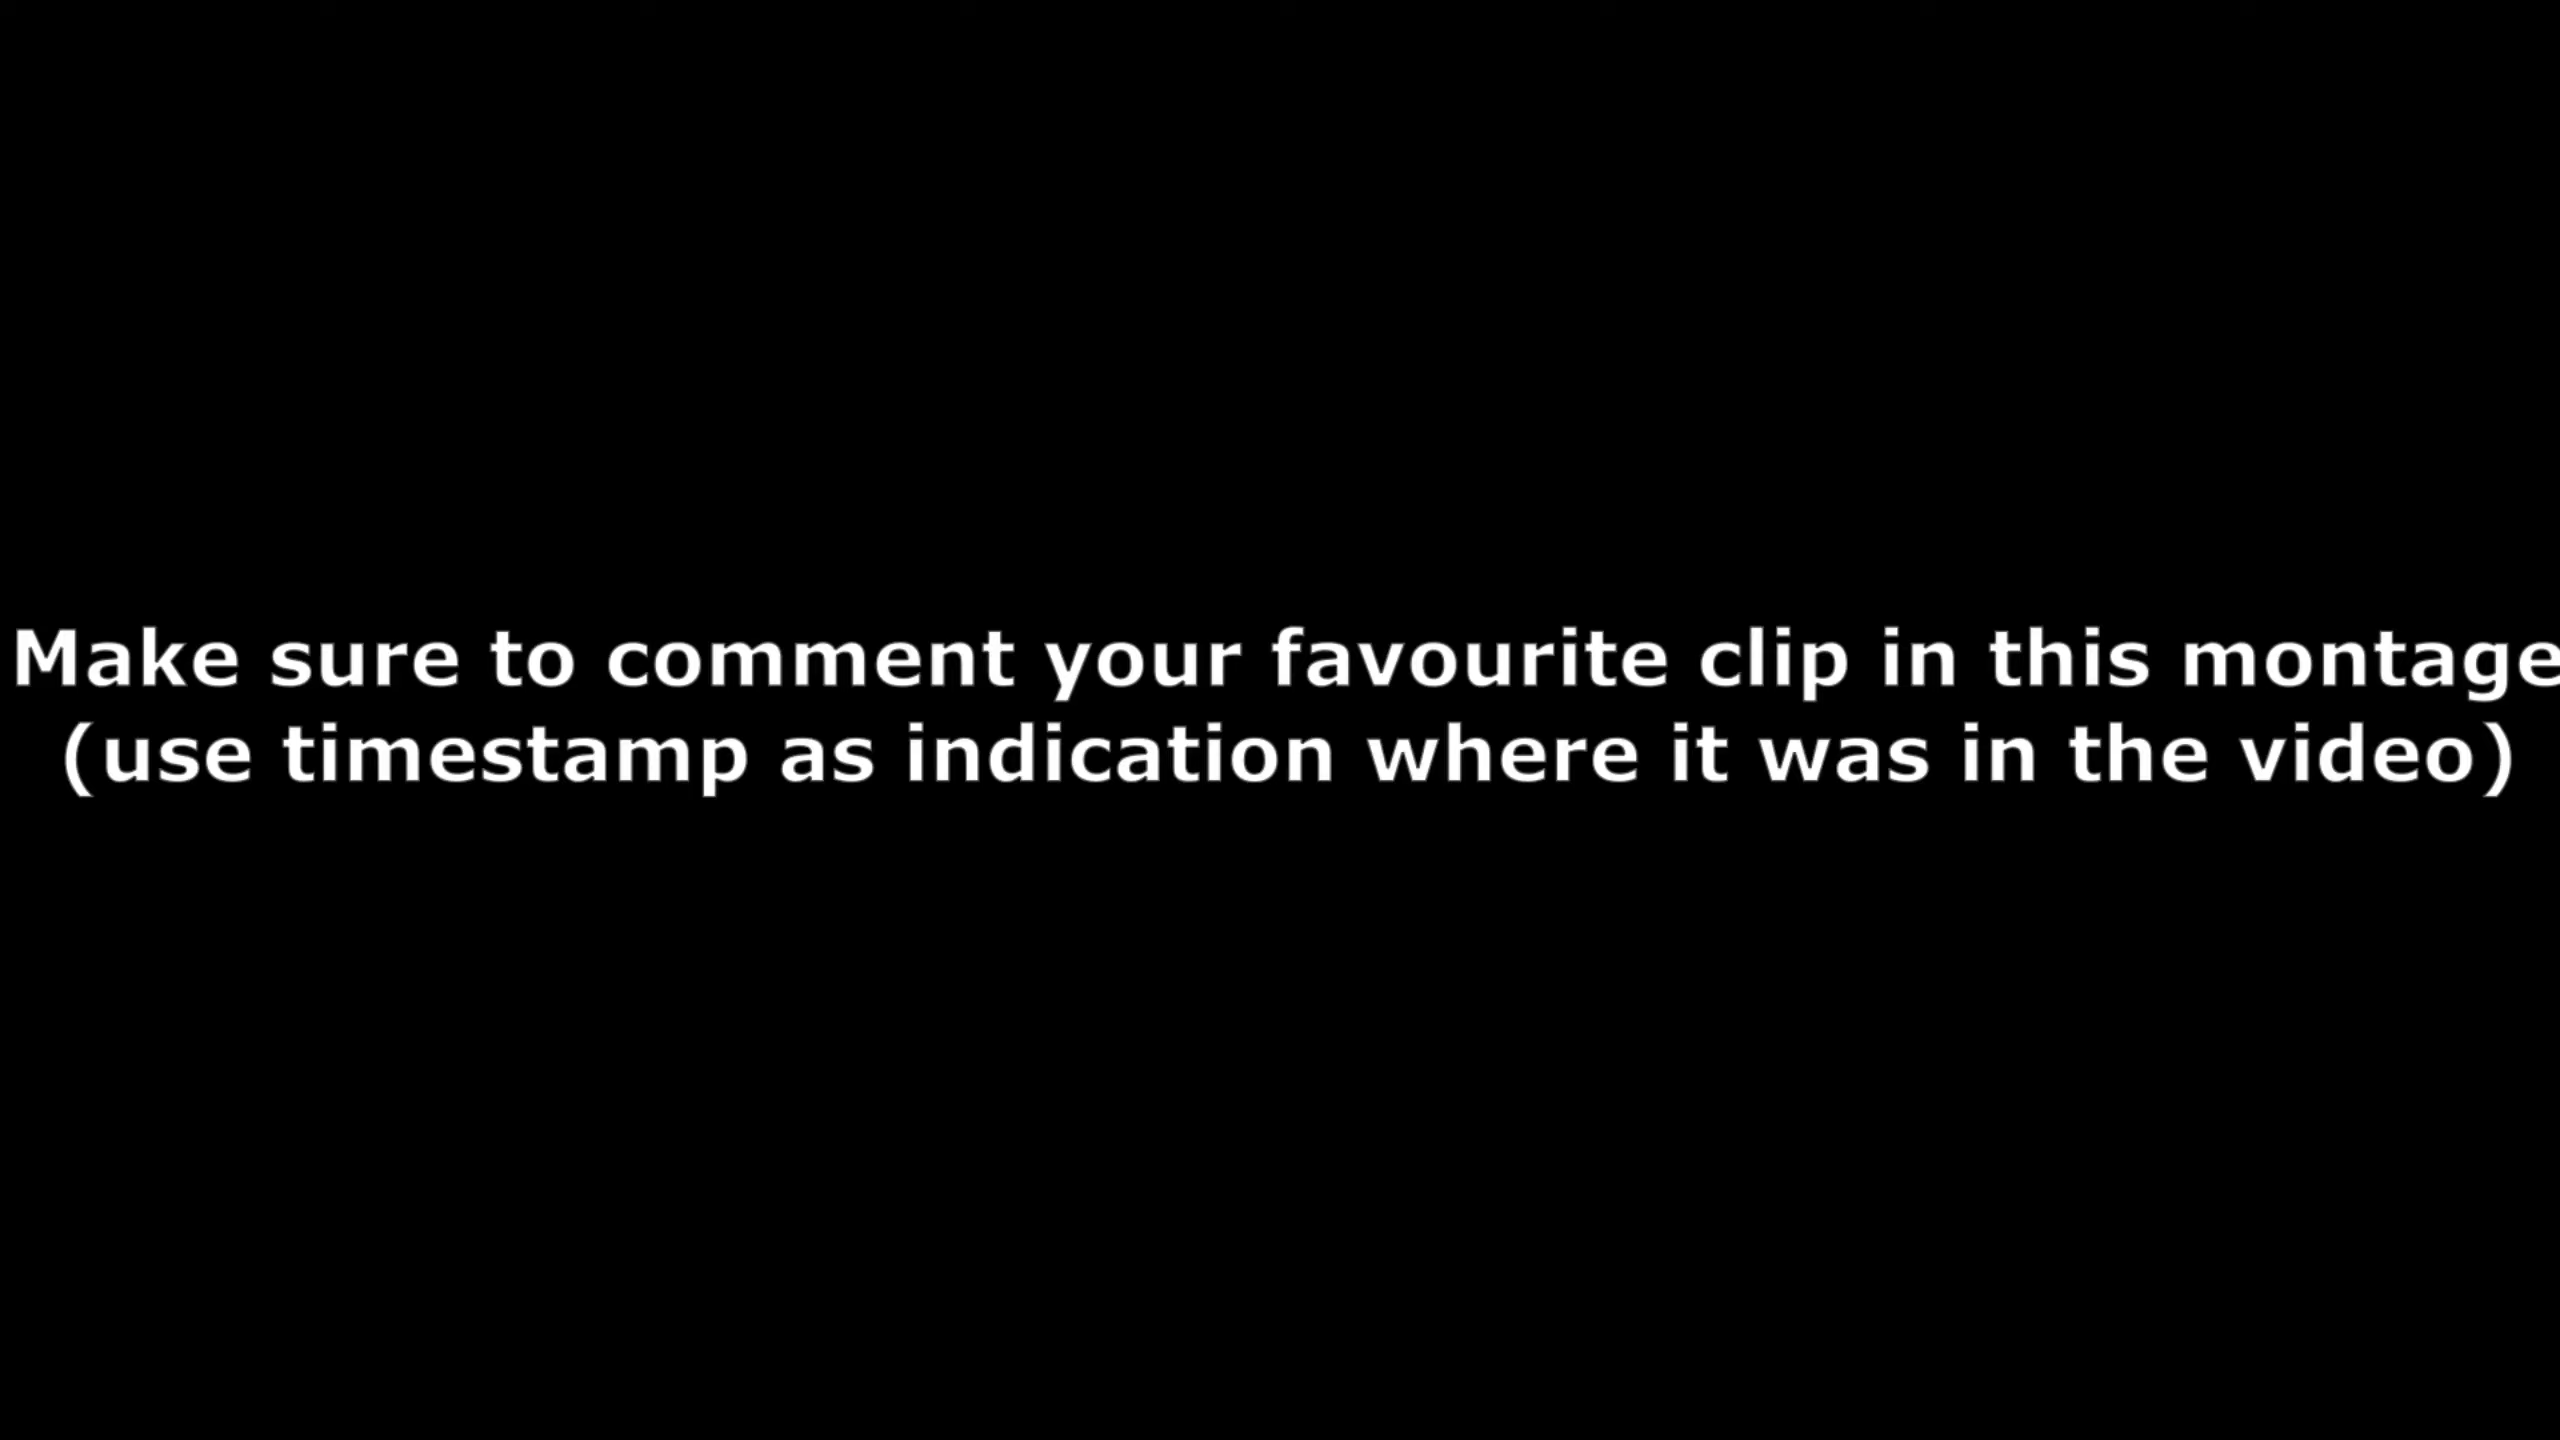 Make sure to comment your favourite clip in this montage
(use timestamp as indication where it was in the video)